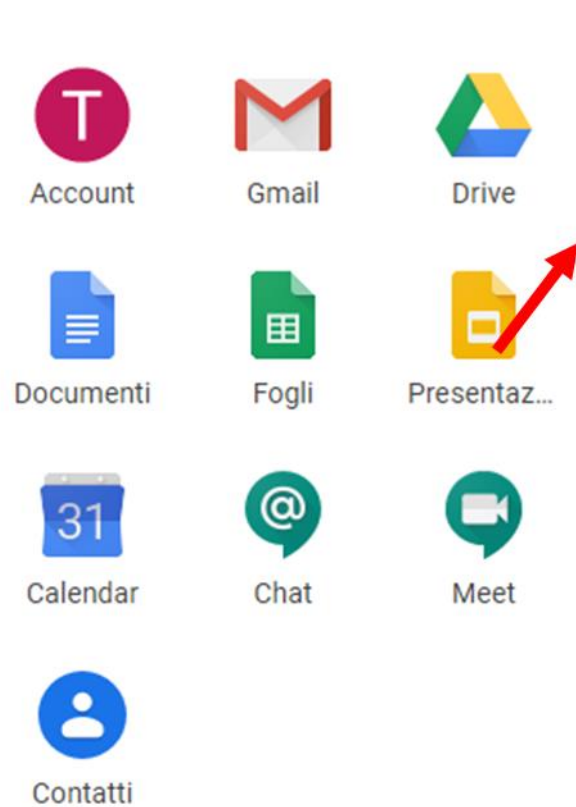 T
Account Gmail Drive
Documenti Fogli Presentaz...
31 @
Calendar Chat Meet
Contatti